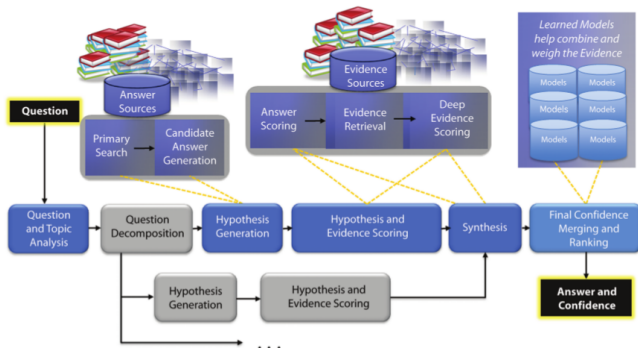 Learned Models
help combine and
weigh the Evidence
Answer
Sources
Evidence
Sources
Models
Models
Models
Models
Models
Models
Question
Primary
Search
Candidate
Answer
Generation
Answer
Scoring
Evidence
Retrieval
Deep
Evidence
Scoring
Question
and Topic
Analysis
Question
Decomposition
Hypothesis
Generation
Hypothesis and
Evidence Scoring
Synthesis
Final Confidence
Merging and
Ranking
Hypothesis
Generation
Hypothesis and
Evidence Scoring
Answer and
Confidence
...